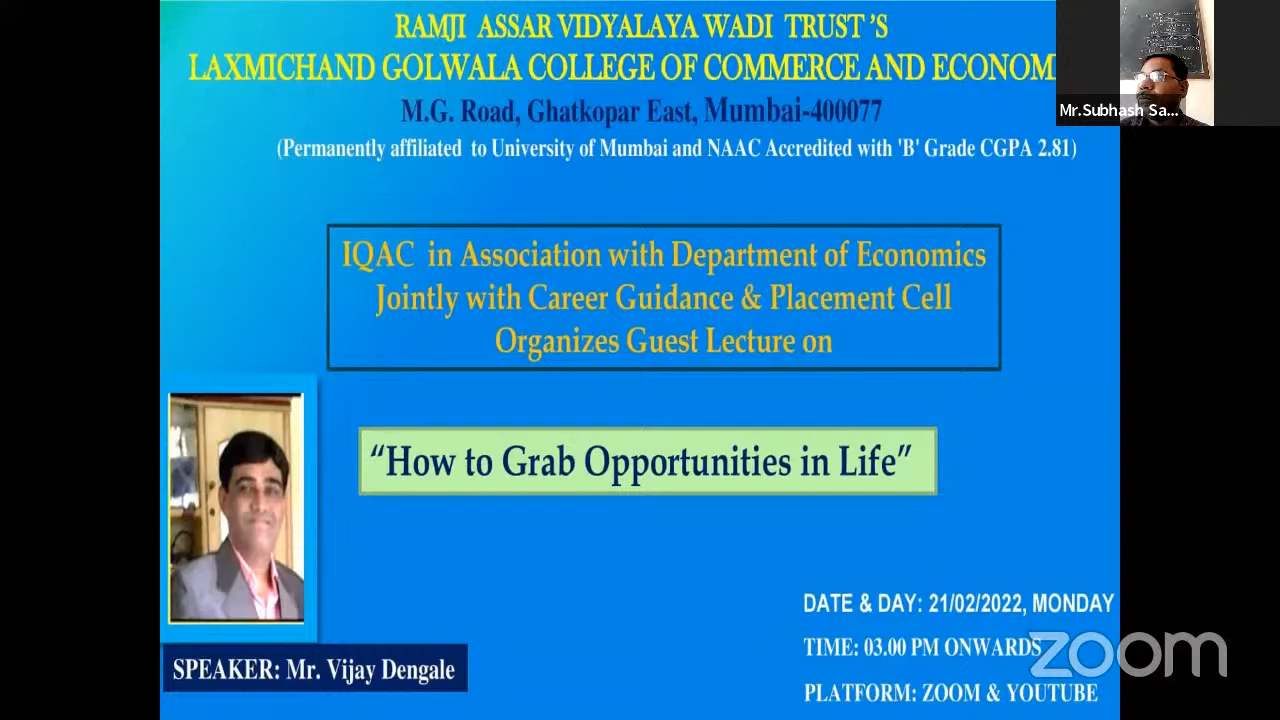 RAMJI ASSAR VIDYALAYA WADI TRUST 'S
LAXMICHAND GOLWALA COLLEGE OF COMMERCE AND ECONOM
M.G. Road, Ghatkopar East, Mumbai-400077
(Permanently affiliated to University of Mumbai and NAAC Accredited with 'B' Grade CGPA 2.81)
Mr.Subhash Sa...
IQAC in Association with Department of Economics
Jointly with Career Guidance & Placement Cell
Organizes Guest Lecture on
“How to Grab Opportunities in Life”
SPEAKER: Mr. Vijay Dengale
DATE & DAY: 21/02/2022, MONDAY
TIME: 03.00 PM ONWARDS
PLATFORM: ZOOM & YOUTUBE
zoom